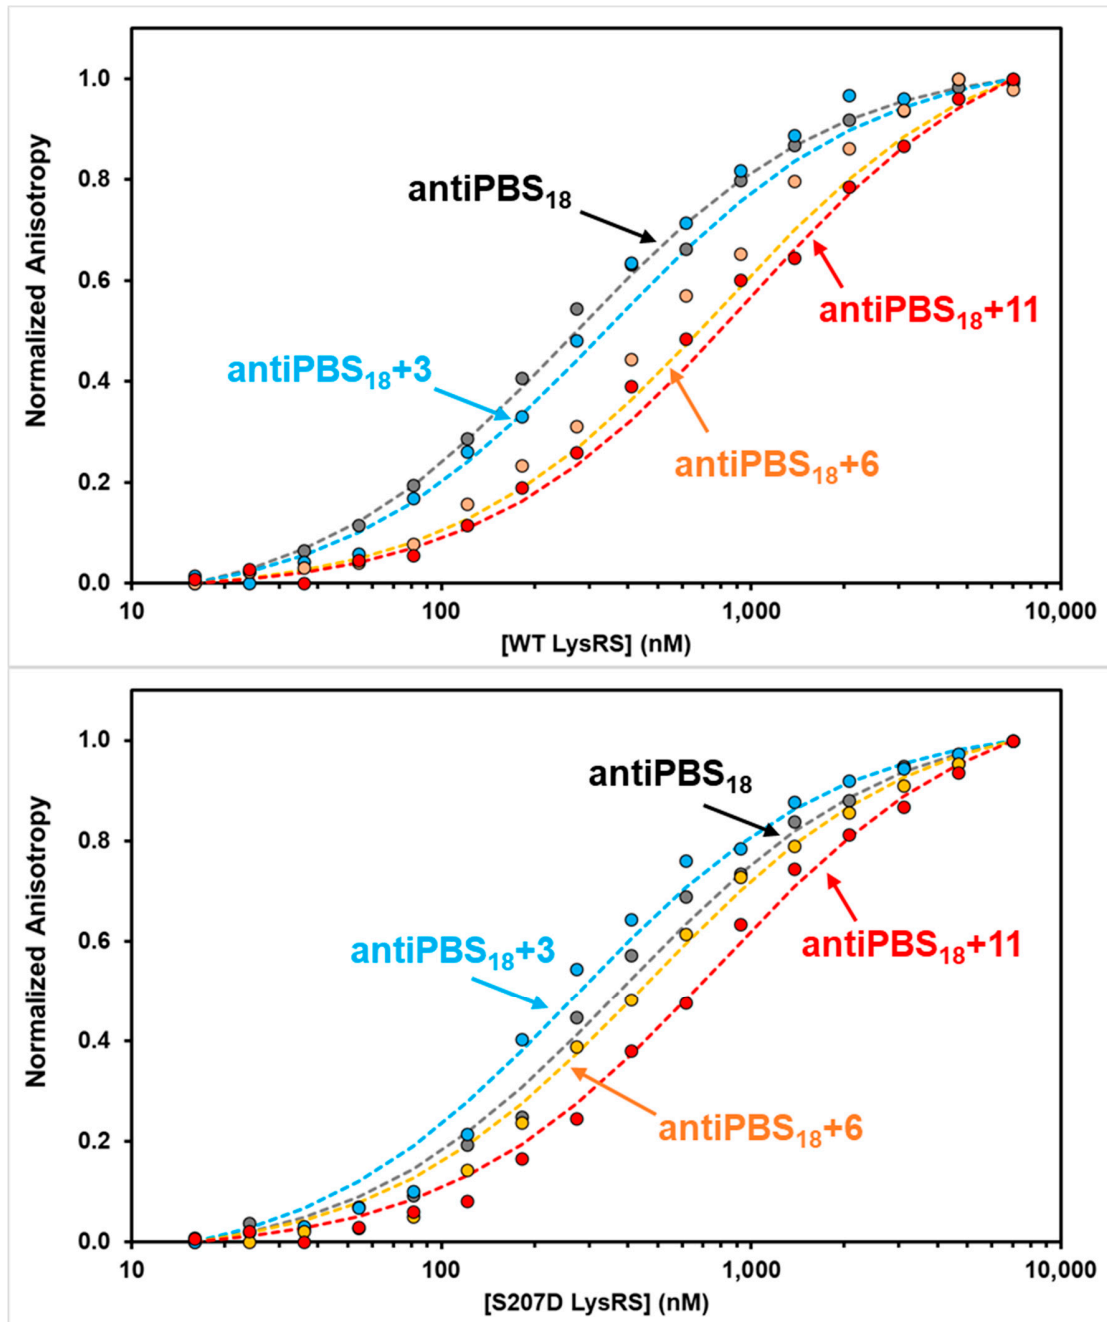 1.0
0.8
0.6
0.4
0.2
0.0
Normalized Anisotropy
antiPBS₁₈
antiPBS₁₈+11
antiPBS₁₈+3
antiPBS₁₈+6
10 100 1,000 10,000
[WT LysRS] (nM)
1.0
0.8
0.6
0.4
0.2
0.0
Normalized Anisotropy
antiPBS₁₈
antiPBS₁₈+3
antiPBS₁₈+11
antiPBS₁₈+6
10 100 1,000 10,000
[S207D LysRS] (nM)